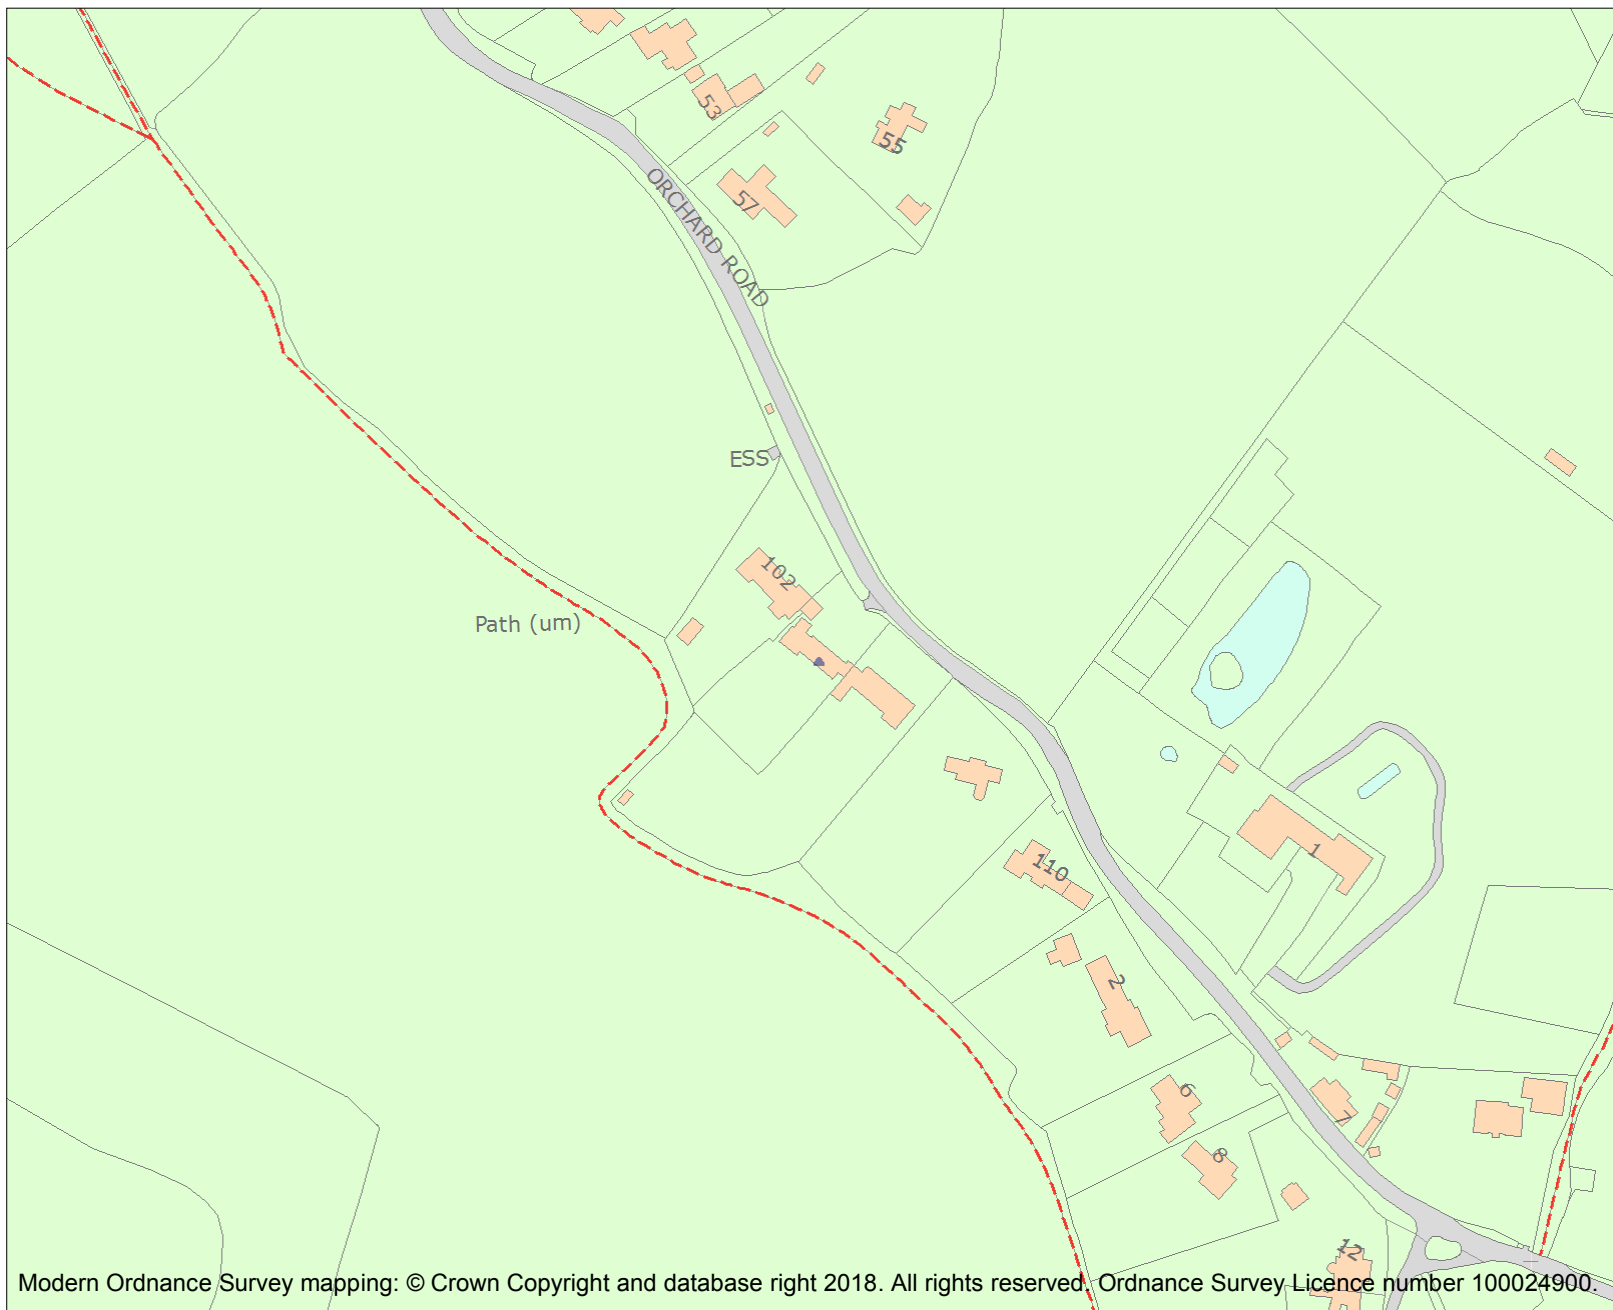 53
55
57
ORCHARD ROAD
ESS
102
Path (um)
1
110
2
6
7
8
12
Modern Ordnance Survey mapping: © Crown Copyright and database right 2018. All rights reserved. Ordnance Survey Licence number 100024900.